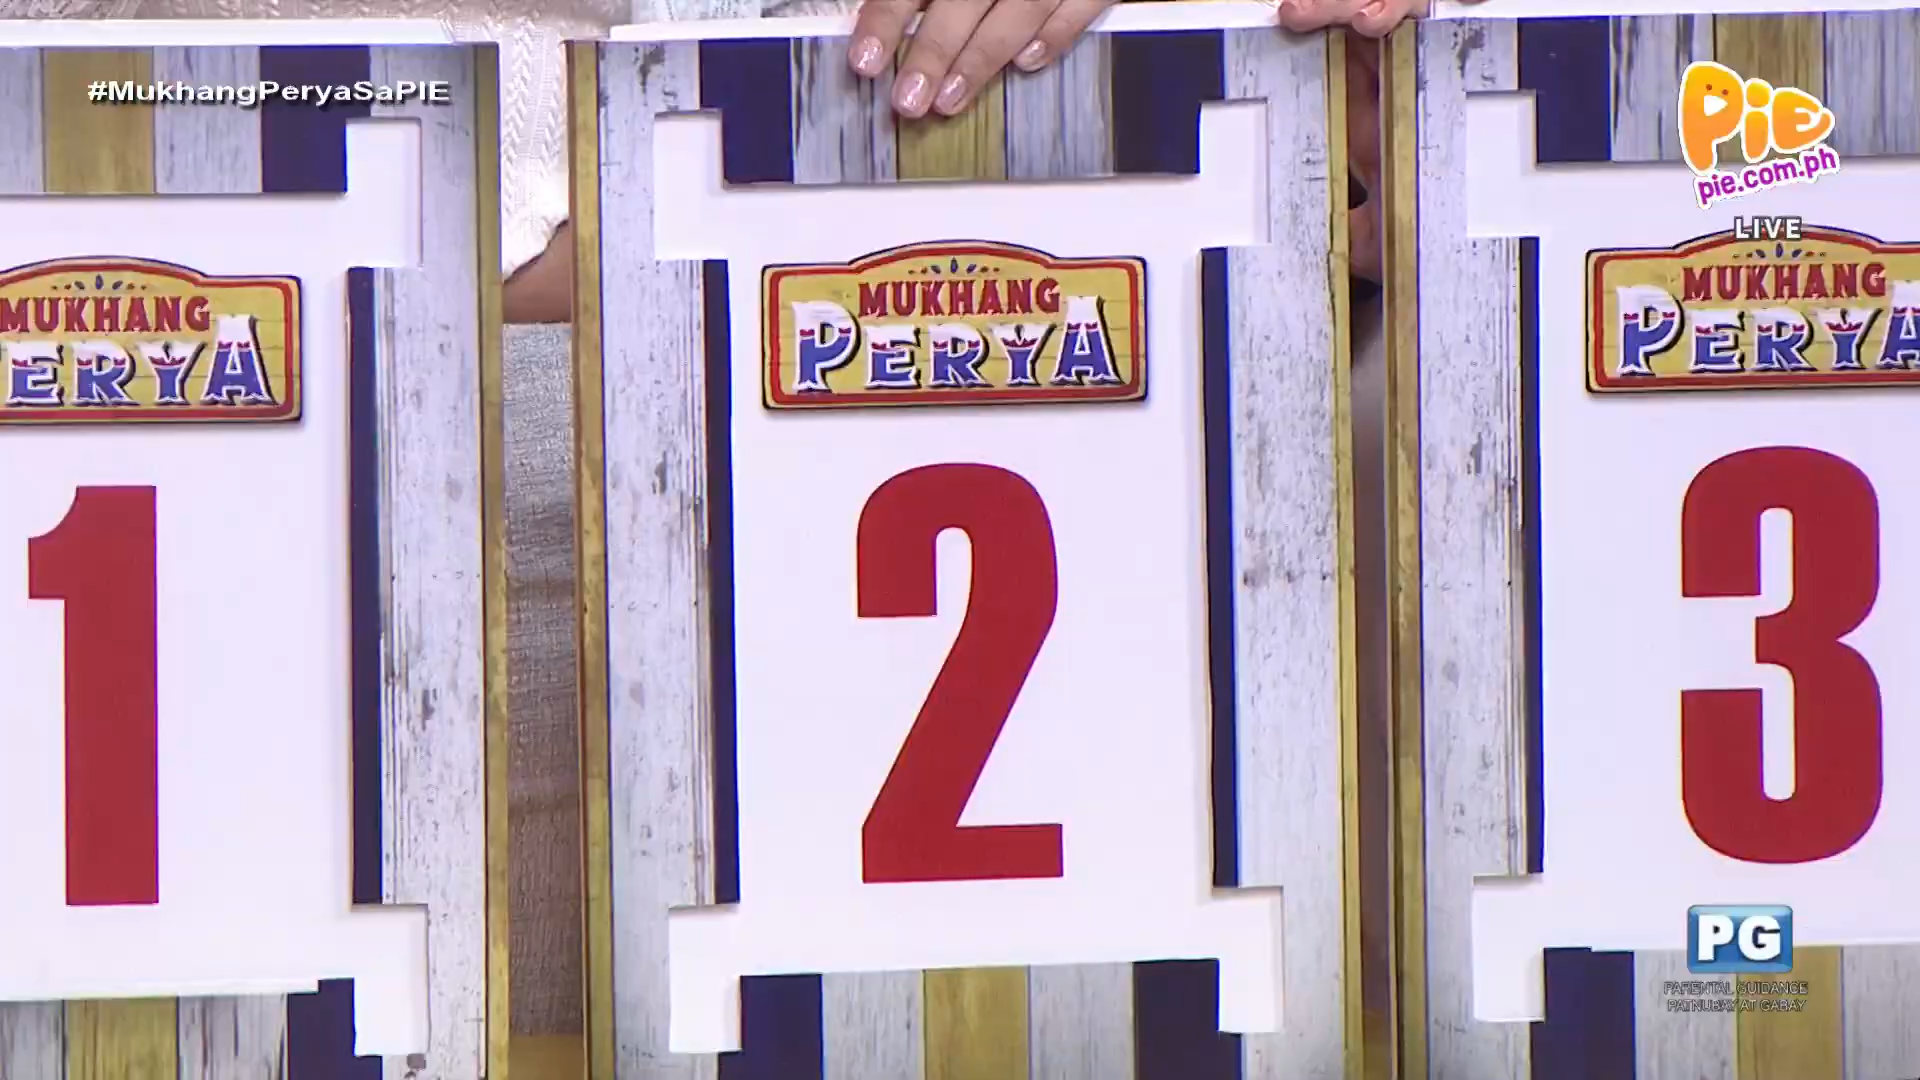 #MukhangPeryaSaPIE
PiE
pie.com.ph
LIVE
MUKHANG
ERYA
1
MUKHANG
PERYA
2
MUKHANG
PERYA
3
PG
PARENTAL GUIDANCE
PATNUBAY AT GABAY